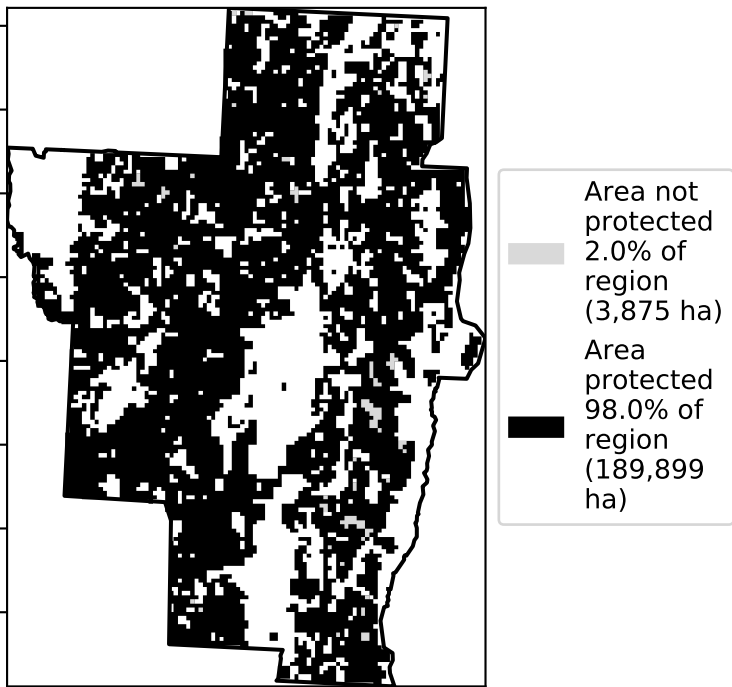 Area not
protected
2.0% of
region
(3,875 ha)
Area
protected
98.0% of
region
(189,899
ha)